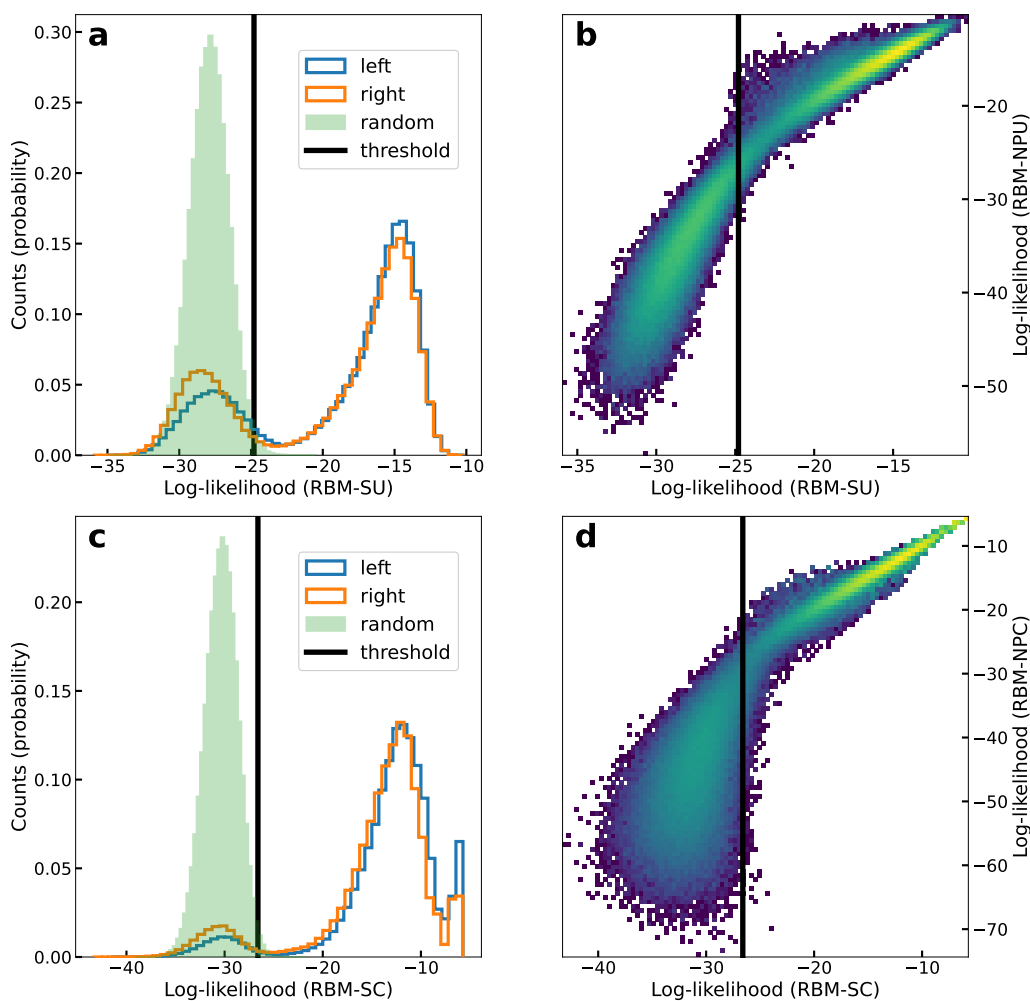 a
Counts (probability)
0.30
0.25
0.20
0.15
0.10
0.05
0.00
left
right
random
threshold
−35 −30 −25 −20 −15 −10
Log-likelihood (RBM-SU)
b
−20
−30
−40
−50
Log-likelihood (RBM-NPU)
−35 −30 −25 −20 −15
Log-likelihood (RBM-SU)
c
Counts (probability)
0.20
0.15
0.10
0.05
0.00
left
right
random
threshold
−40 −30 −20 −10
Log-likelihood (RBM-SC)
d
−10
−20
−30
−40
−50
−60
−70
Log-likelihood (RBM-NPC)
−40 −30 −20 −10
Log-likelihood (RBM-SC)